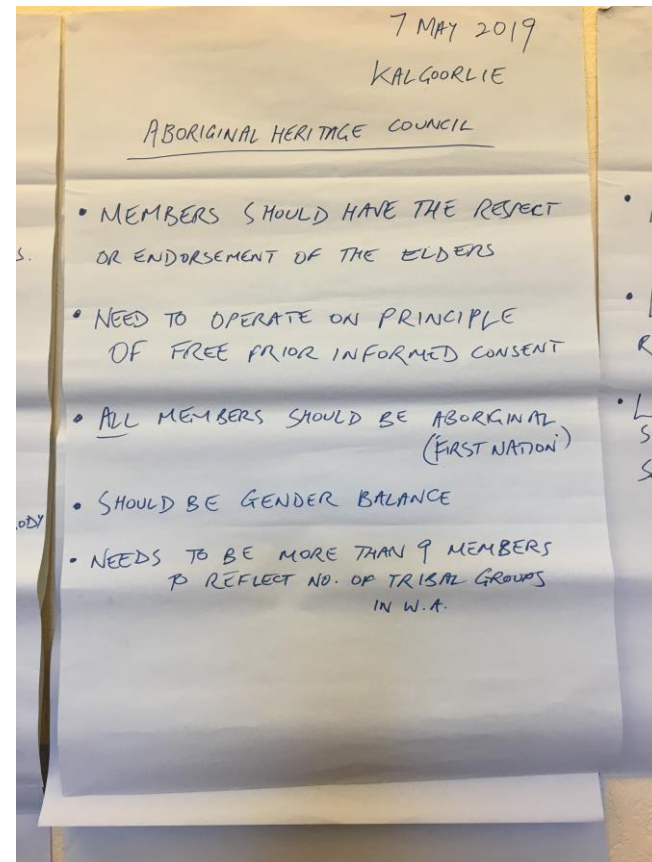 7 MAY 2019
KALGOORLIE
ABORIGINAL HERITAGE COUNCIL
• MEMBERS SHOULD HAVE THE RESPECT
OR ENDORSEMENT OF THE ELDERS
• NEED TO OPERATE ON PRINCIPLE
OF FREE PRIOR INFORMED CONSENT
• ALL MEMBERS SHOULD BE ABORIGINAL
(FIRST NATION)
• SHOULD BE GENDER BALANCE
• NEEDS TO BE MORE THAN 9 MEMBERS
TO REFLECT NO. OF TRIBAL GROUPS
IN W.A.